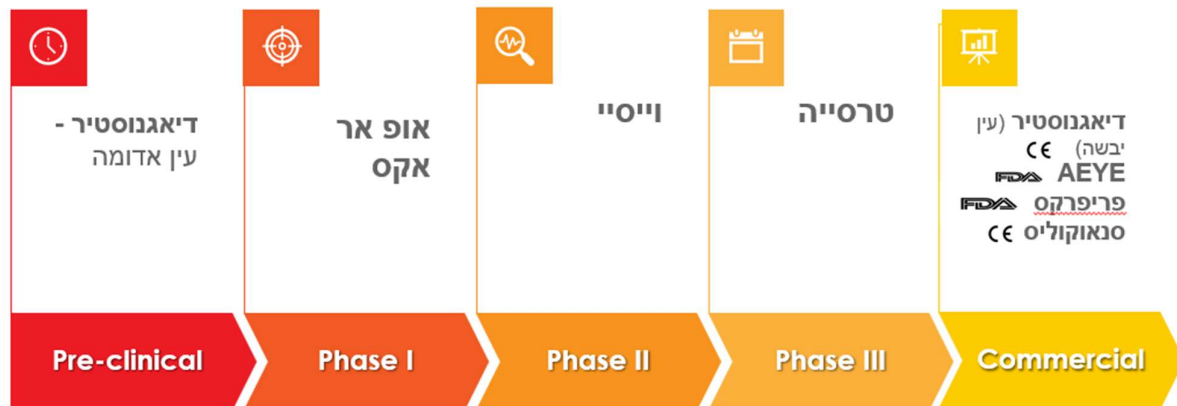 דיאגנוסטיר -
עין אדומה
אופ אר
אקס
וייסיי
טרסייה
דיאגנוסטיר (עין
יבשה) CE
AEYE FDA
פריפרקס FDA
סנאוקוליס CE
Pre-clinical
Phase I
Phase II
Phase III
Commercial